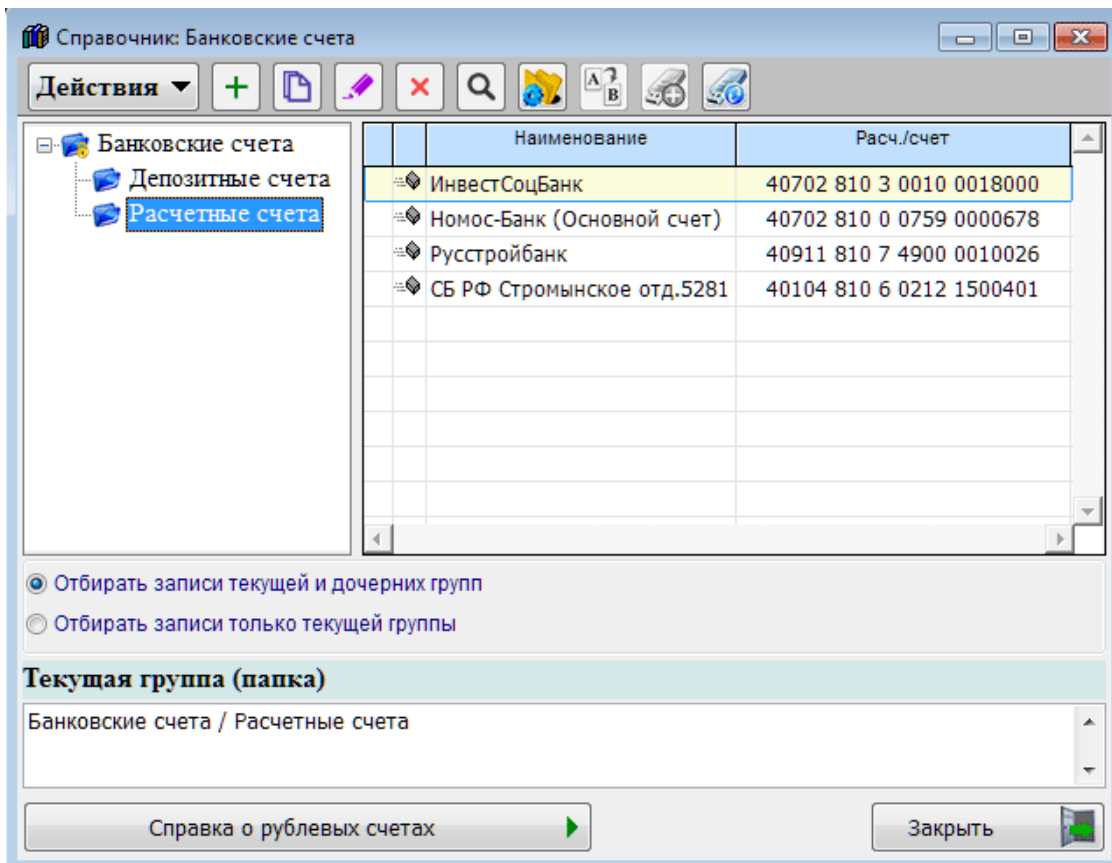 Справочник: Банковские счета
Действия
Банковские счета
Депозитные счета
Расчетные счета
Наименование Расч./счет
ИнвестСоцБанк 40702 810 3 0010 0018000
Номос-Банк (Основной счет) 40702 810 0 0759 0000678
Русстройбанк 40911 810 7 4900 0010026
СБ РФ Стромынское отд.5281 40104 810 6 0212 1500401
Отбирать записи текущей и дочерних групп
Отбирать записи только текущей группы
Текущая группа (папка)
Банковские счета / Расчетные счета
Справка о рублевых счетах
Закрыть